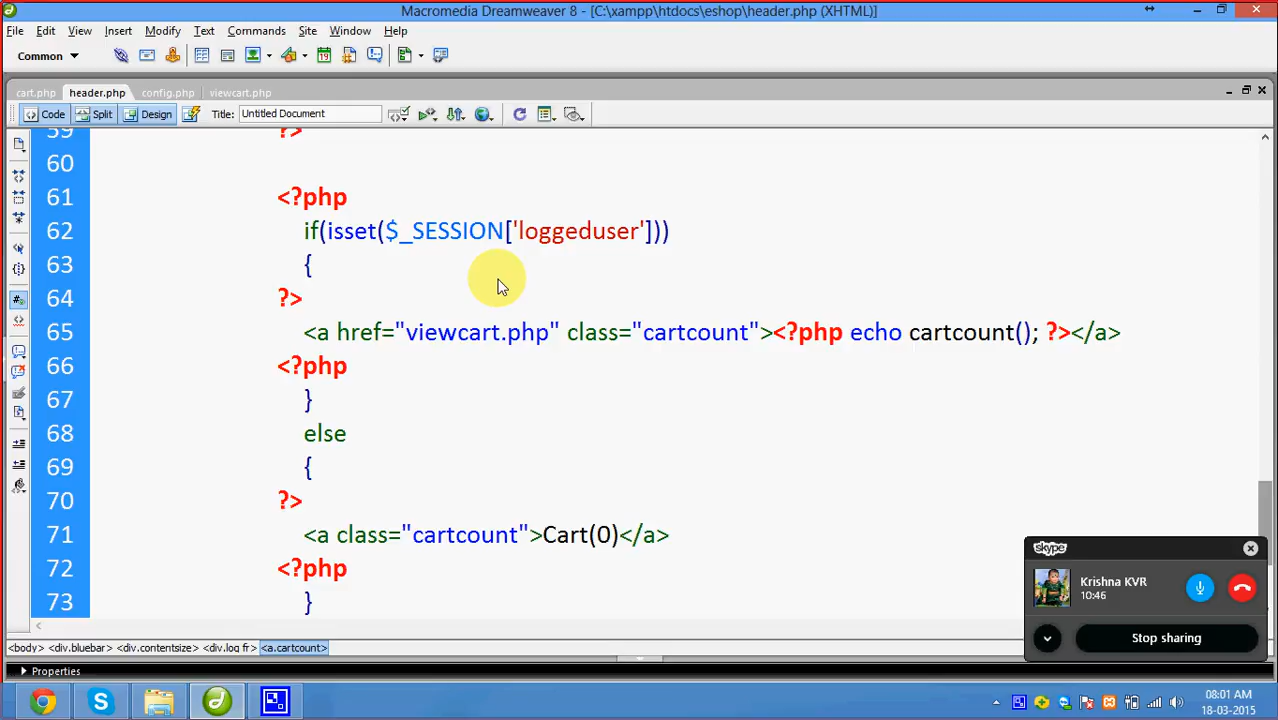 Macromedia Dreamweaver 8 - [C:\xampp\htdocs\eshop\header.php (XHTML)]
File Edit View Insert Modify Text Commands Site Window Help
Common
cart.php header.php config.php viewcart.php
Code Split Design Title: Untitled Document
59 ?>
60
61 <?php
62 if(isset($_SESSION['loggeduser']))
63 {
64 ?>
65 <a href="viewcart.php" class="cartcount"><?php echo cartcount(); ?></a>
66 <?php
67 }
68 else
69 {
70 ?>
71 <a class="cartcount">Cart(0)</a>
72 <?php
73 }
skype
Krishna KVR
10:46
Stop sharing
<body> <div.bluebar> <div.contentsize> <div.log fr> <a.cartcount>
Properties
08:01 AM
18-03-2015